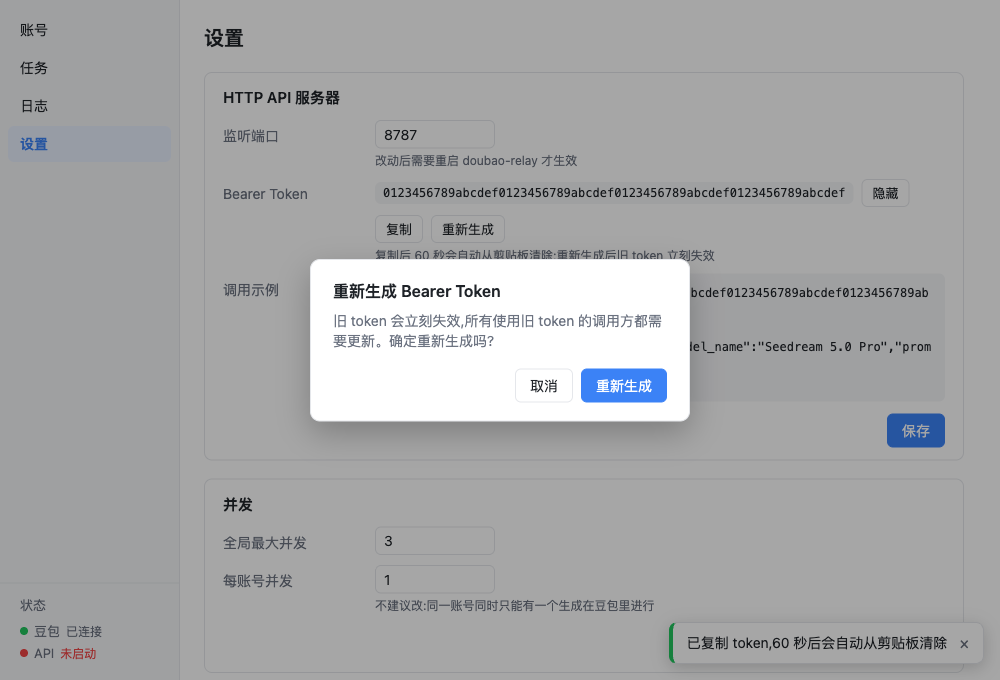 账号
任务
日志
设置
设置
HTTP API 服务器
监听端口
8787
改动后需要重启 doubao-relay 才生效
Bearer Token
0123456789abcdef0123456789abcdef0123456789abcdef0123456789abcdef
隐藏
复制
重新生成
复制后 60 秒会自动从剪贴板清除;重新生成后旧 token 立刻失效
调用示例
bcdef0123456789abcdef0123456789ab
del_name":"Seedream 5.0 Pro","prom
重新生成 Bearer Token
旧 token 会立刻失效,所有使用旧 token 的调用方都需
要更新。确定重新生成吗?
取消
重新生成
保存
并发
全局最大并发
3
每账号并发
1
不建议改:同一账号同时只能有一个生成在豆包里进行
状态
豆包 已连接
API 未启动
已复制 token,60 秒后会自动从剪贴板清除 ×